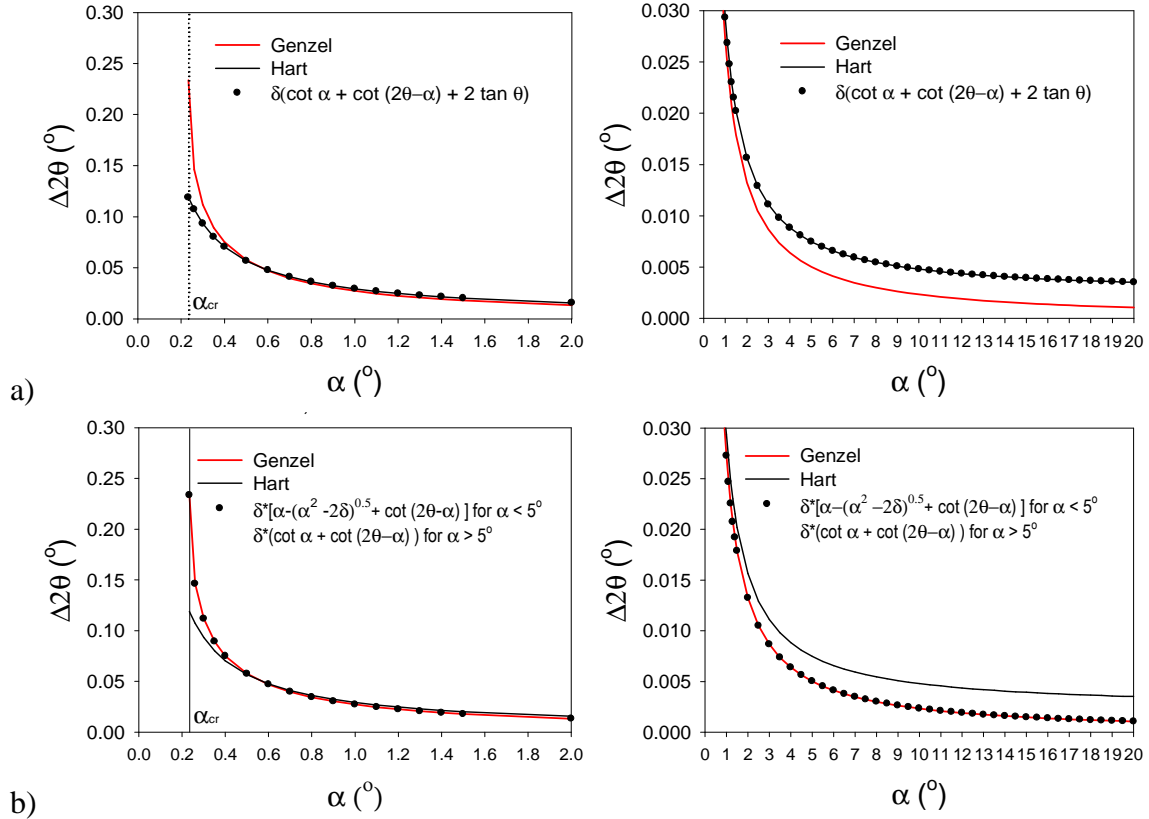 0.30
0.25
0.20
0.15
0.10
0.05
0.00
Δ2θ (o)
Genzel
Hart
δ(cot α + cot (2θ−α) + 2 tan θ)
αcr
0.0 0.2 0.4 0.6 0.8 1.0 1.2 1.4 1.6 1.8 2.0
α (o)
a)
0.030
0.025
0.020
0.015
0.010
0.005
0.000
Δ2θ (o)
Genzel
Hart
δ(cot α + cot (2θ−α) + 2 tan θ)
0 1 2 3 4 5 6 7 8 9 10 11 12 13 14 15 16 17 18 19 20
α (o)
0.30
0.25
0.20
0.15
0.10
0.05
0.00
Δ2θ (o)
Genzel
Hart
δ*[α-(α2 -2δ)0.5+ cot (2θ-α) ] for α < 5o
δ*(cot α + cot (2θ−α) ) for α > 5o
αcr
0.0 0.2 0.4 0.6 0.8 1.0 1.2 1.4 1.6 1.8 2.0
α (o)
b)
0.030
0.025
0.020
0.015
0.010
0.005
0.000
Δ2θ (o)
Genzel
Hart
δ*[α−(α2 −2δ)0.5+ cot (2θ-α) ] for α < 5o
δ*(cot α + cot (2θ−α) ) for α > 5o
0 1 2 3 4 5 6 7 8 9 10 11 12 13 14 15 16 17 18 19 20
α (o)